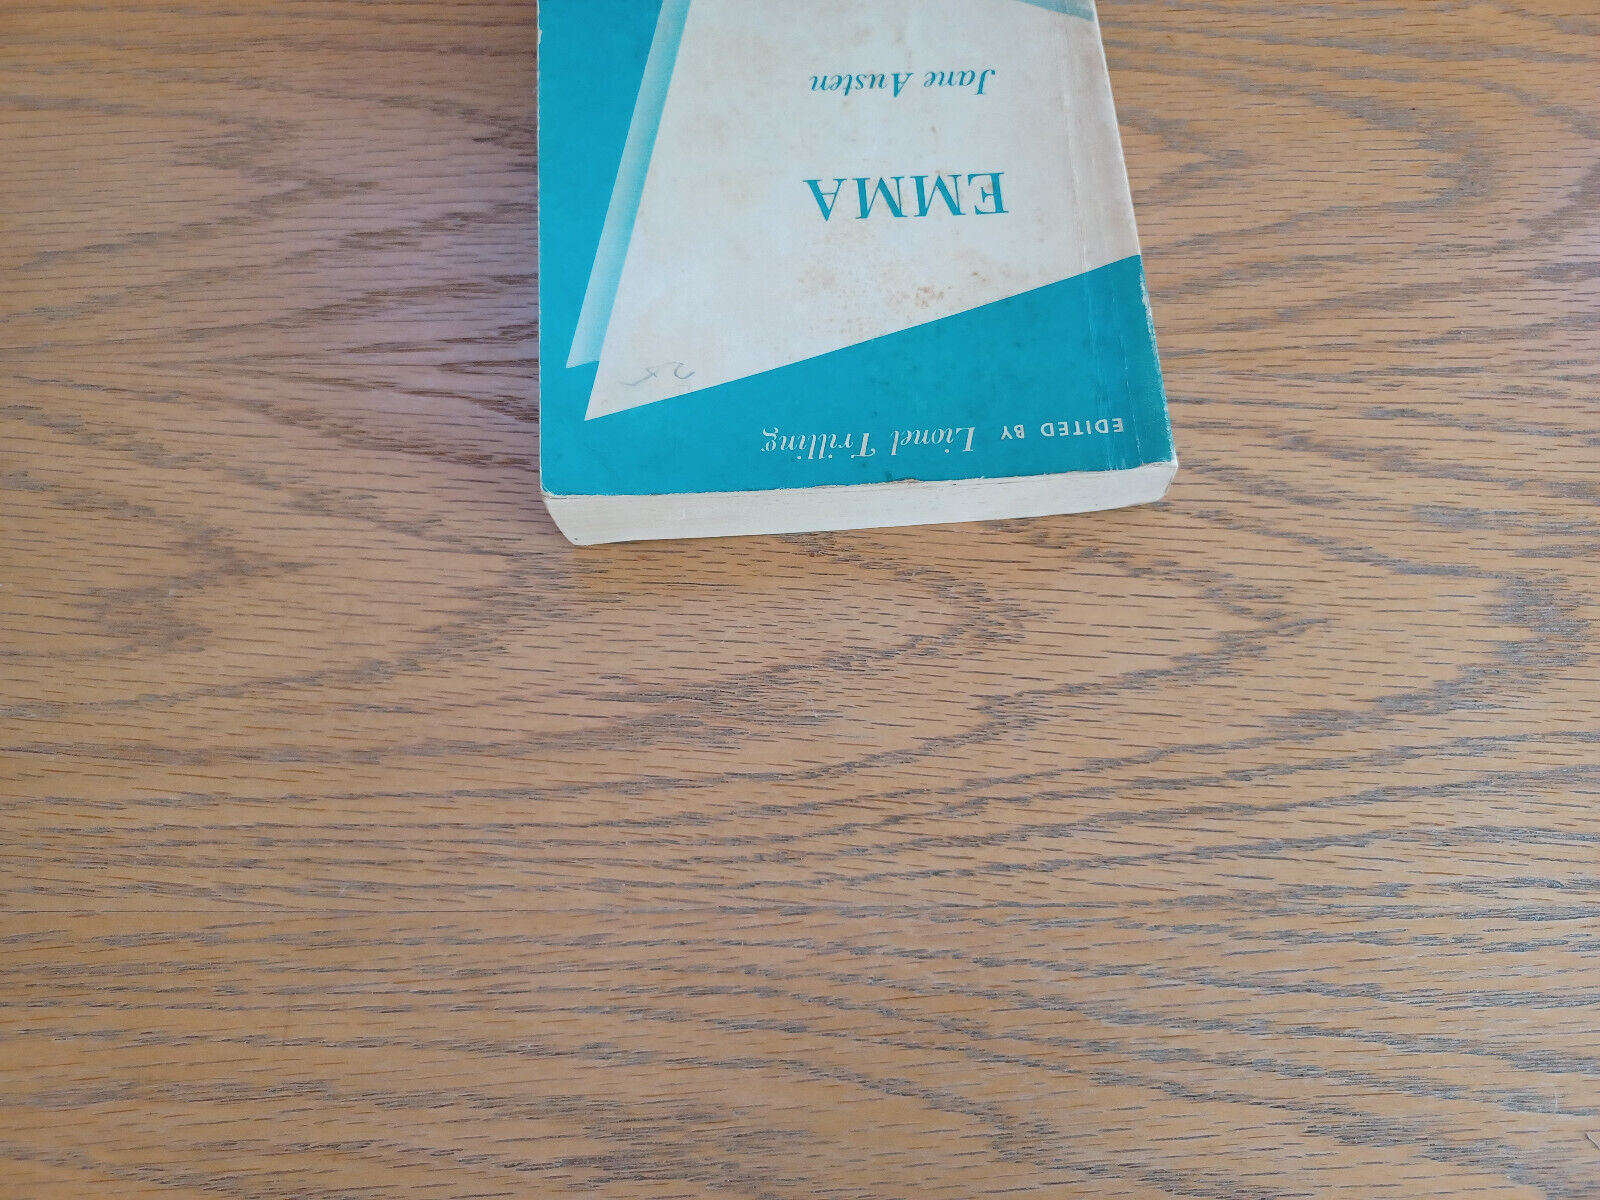 EDITED BY Lionel Trilling
EMMA
Jane Austen